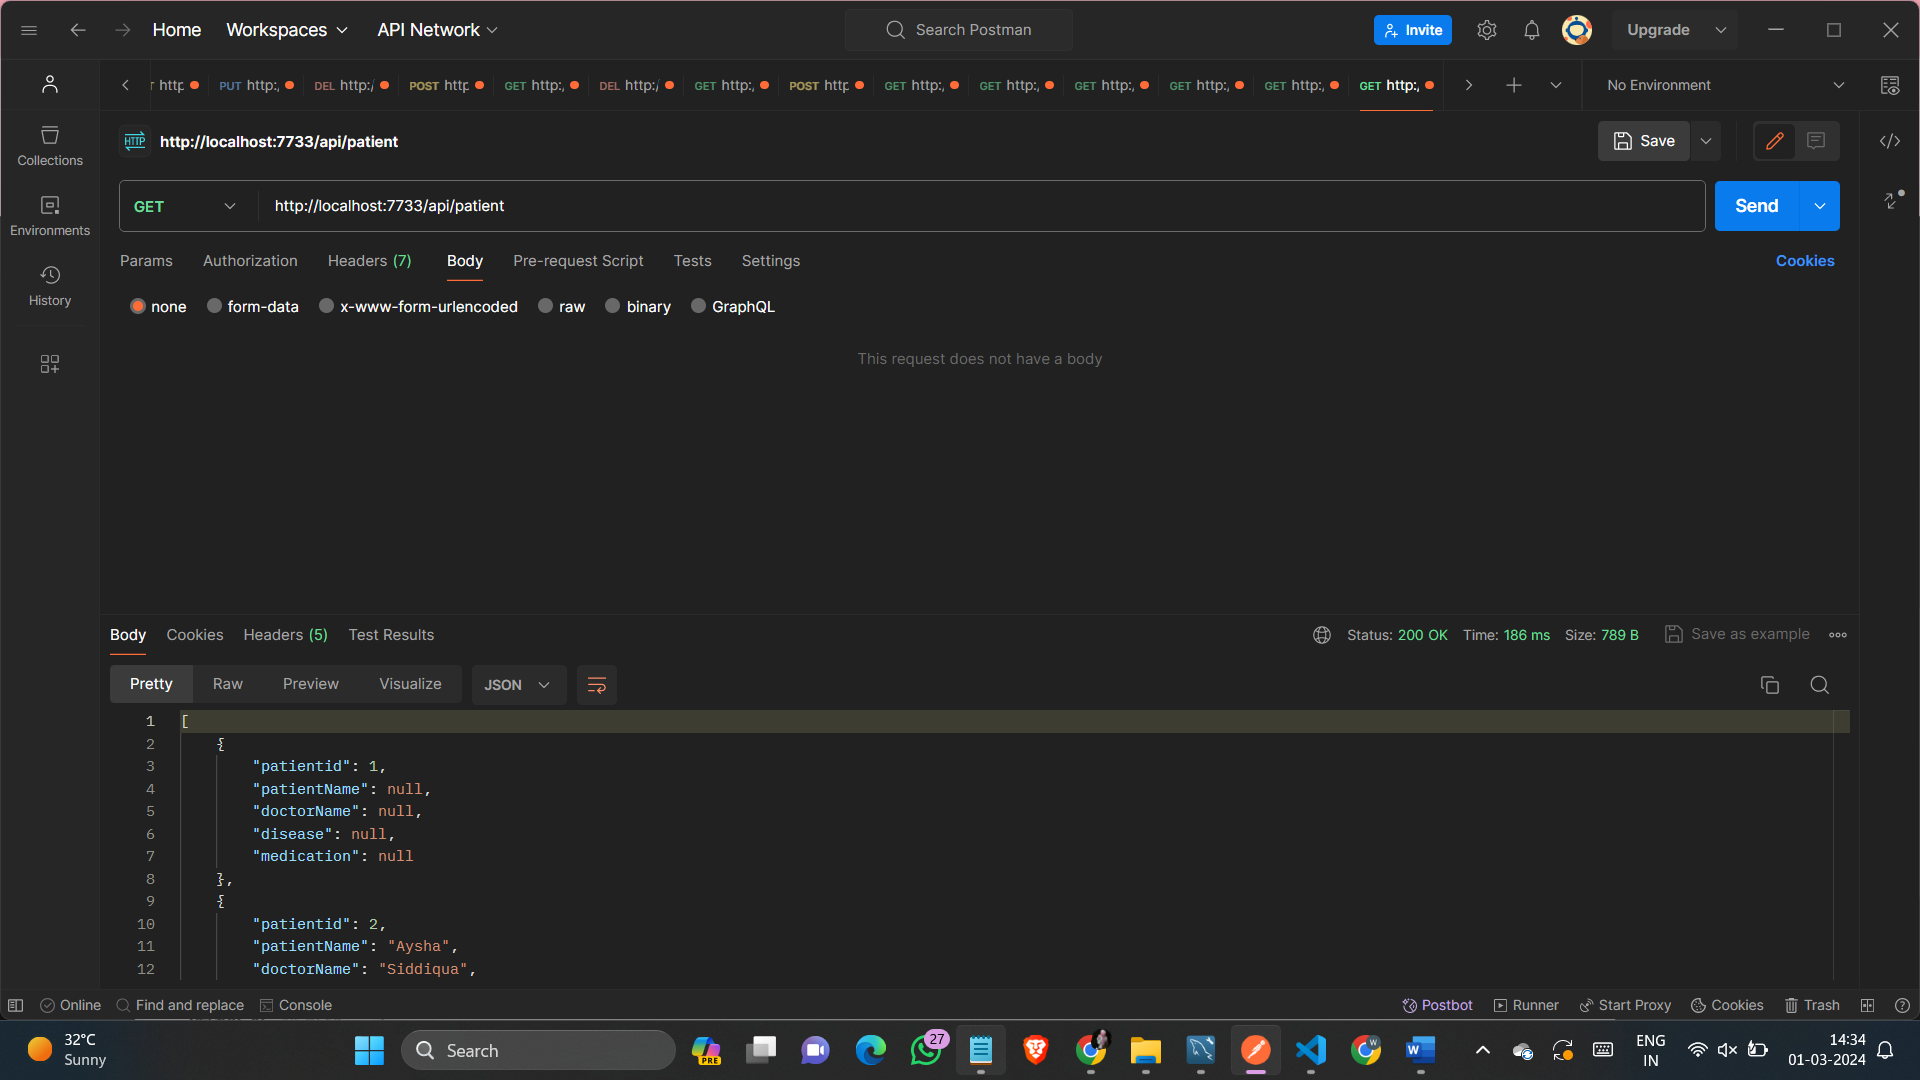 Home Workspaces API Network Search Postman Invite Upgrade
http PUT http:/ DEL http:/ POST http GET http:/ DEL http:/ GET http:/ POST http GET http:/ GET http:/ GET http:/ GET http:/ GET http:/ GET http:/ No Environment
HTTP http://localhost:7733/api/patient Save
Collections
Environments
History
GET http://localhost:7733/api/patient Send
Params Authorization Headers (7) Body Pre-request Script Tests Settings Cookies
none form-data x-www-form-urlencoded raw binary GraphQL
This request does not have a body
Body Cookies Headers (5) Test Results Status: 200 OK Time: 186 ms Size: 789 B Save as example
Pretty Raw Preview Visualize JSON
1 [
2 {
3 "patientid": 1,
4 "patientName": null,
5 "doctorName": null,
6 "disease": null,
7 "medication": null
8 },
9 {
10 "patientid": 2,
11 "patientName": "Aysha",
12 "doctorName": "Siddiqua",
Online Find and replace Console Postbot Runner Start Proxy Cookies Trash
32°C
Sunny
Search
PRE
27
W
W
ENG
IN
14:34
01-03-2024